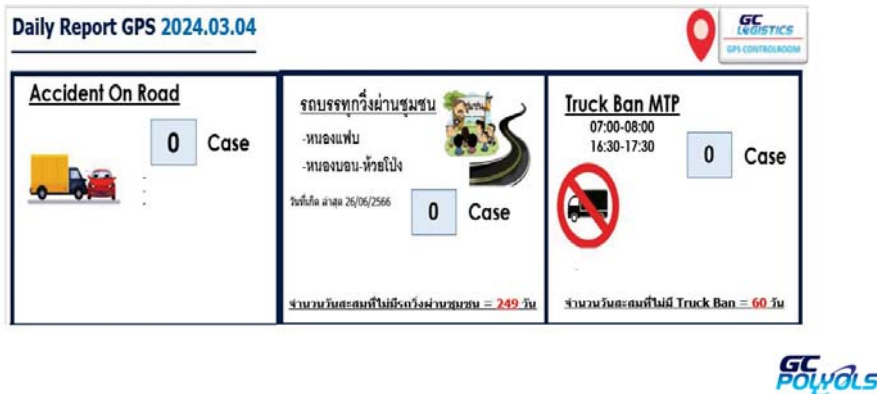 Daily Report GPS 2024.03.04
GC
LOGISTICS
GPS CONTROLROOM
Accident On Road
0 Case
รถบรรทุกวิ่งผ่านชุมชน
ชุมชน
-หนองแฟบ
-หนองบอน-ห้วยโป่ง
วันที่เกิด ล่าสุด 26/06/2566
0 Case
จำนวนวันสะสมที่ไม่มีรถวิ่งผ่านชุมชน = 249 วัน
Truck Ban MTP
07:00-08:00
16:30-17:30
0 Case
จำนวนวันสะสมที่ไม่มี Truck Ban = 60 วัน
GC
POLYOLS